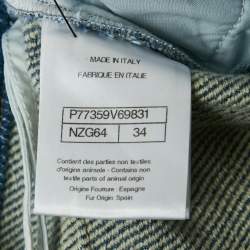 MADE IN ITALY
FABRIQUE EN ITALIE
P77359V69831
NZG64 34
Contient des parties non textiles
d'origine animale - Contains non
textile parts of animal origin
Origine Fourrure : Espagne
Fur Origin Spain